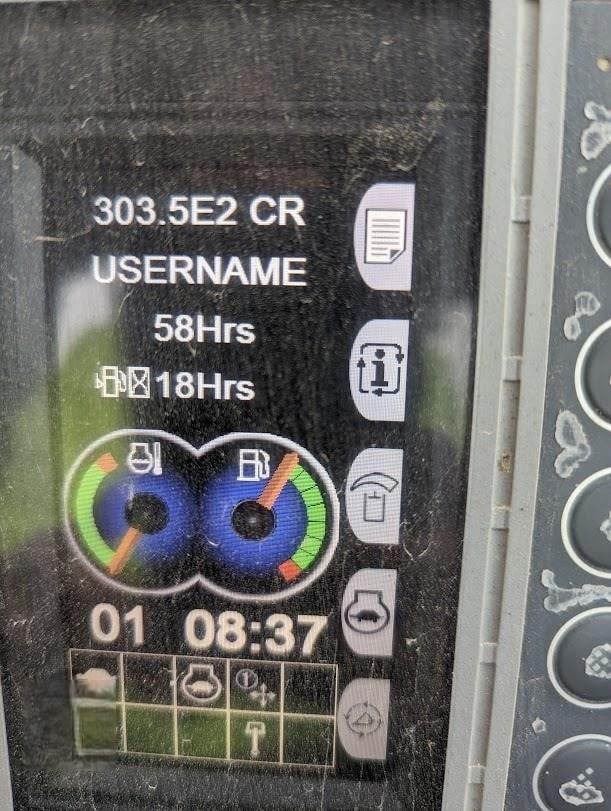 303.5E2 CR
USERNAME
58Hrs
18Hrs
01 08:37